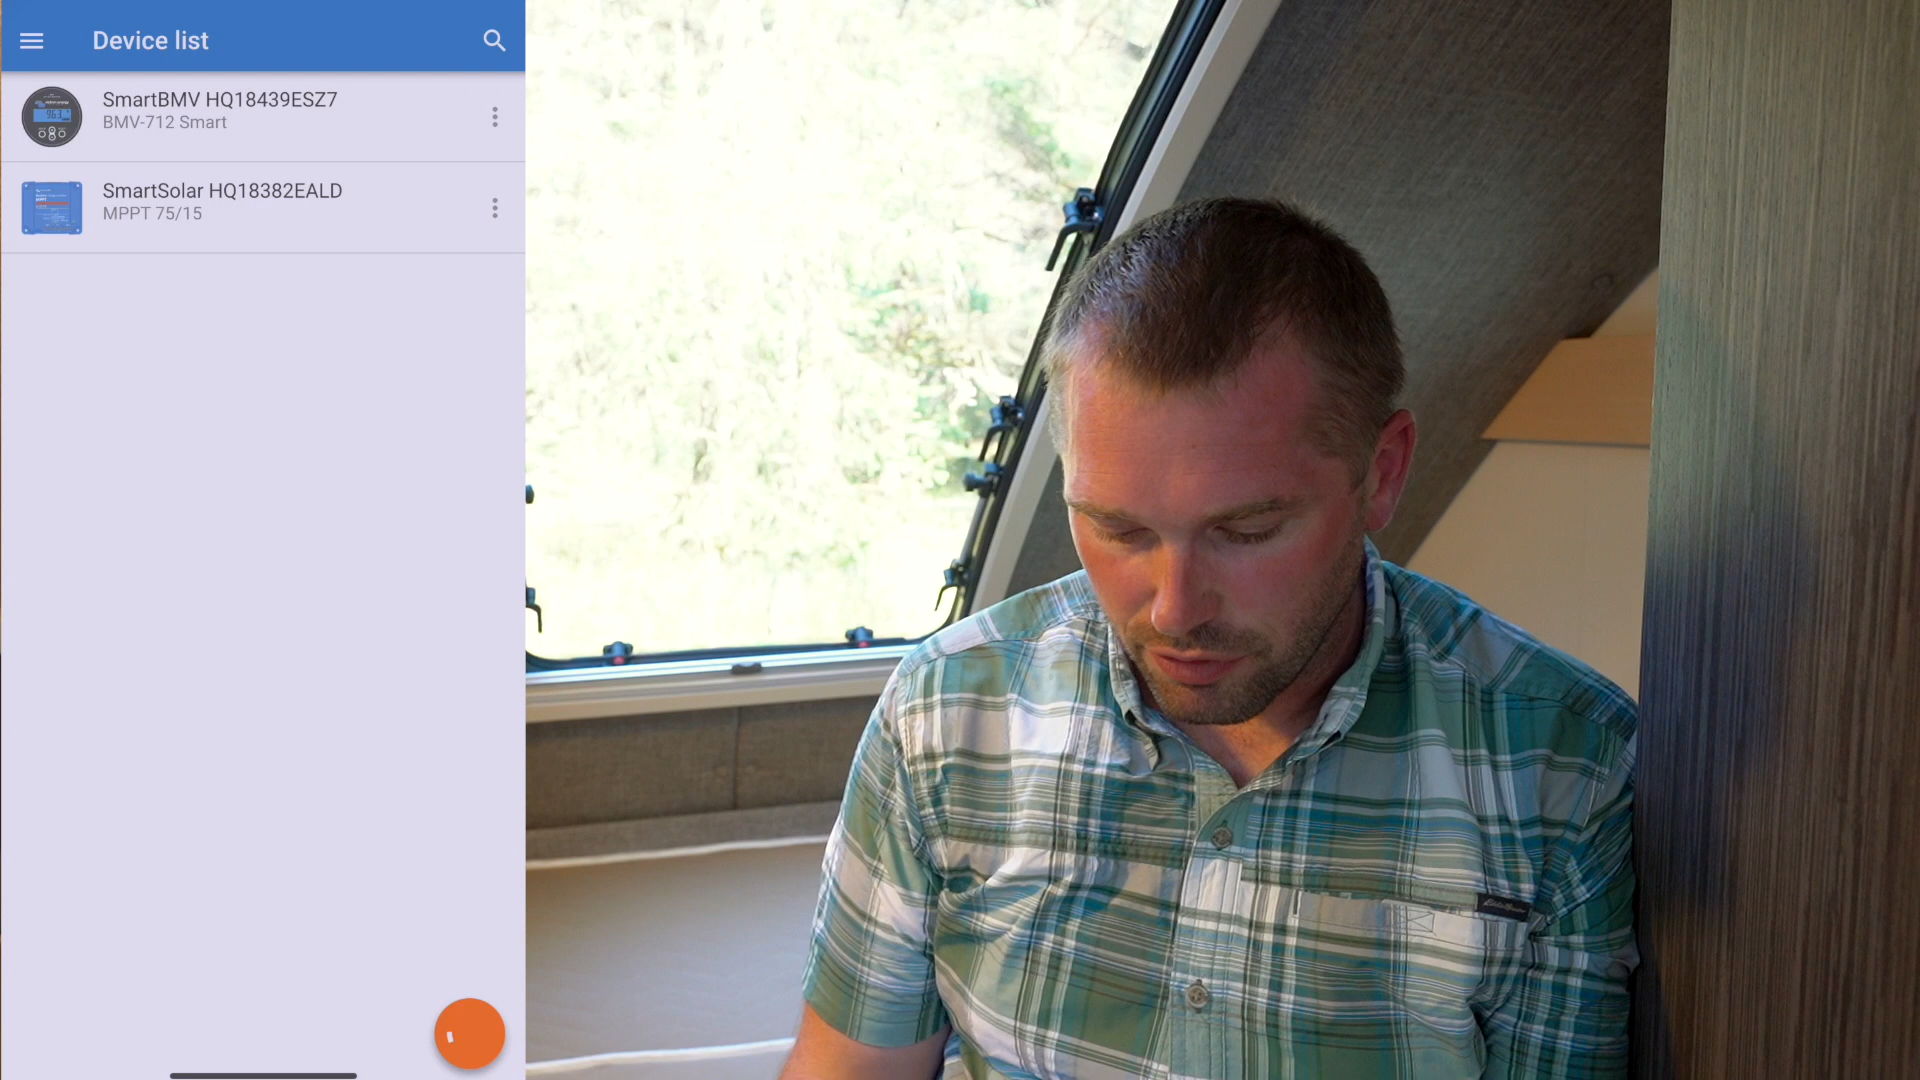 Device list
SmartBMV HQ18439ESZ7
BMV-712 Smart
SmartSolar HQ18382EALD
MPPT 75/15